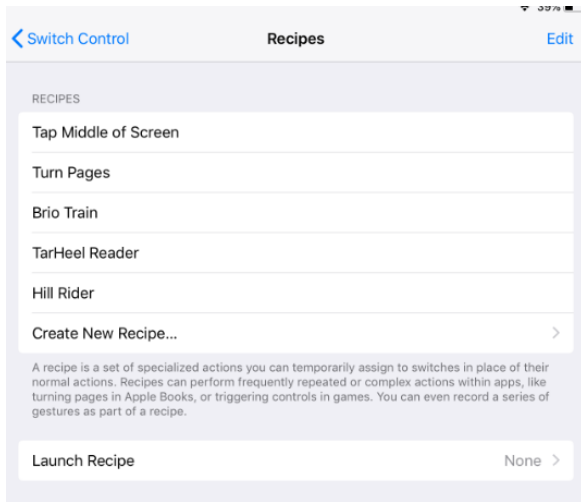 39%
Switch Control Recipes Edit
RECIPES
Tap Middle of Screen
Turn Pages
Brio Train
TarHeel Reader
Hill Rider
Create New Recipe...
A recipe is a set of specialized actions you can temporarily assign to switches in place of their
normal actions. Recipes can perform frequently repeated or complex actions within apps, like
turning pages in Apple Books, or triggering controls in games. You can even record a series of
gestures as part of a recipe.
Launch Recipe None